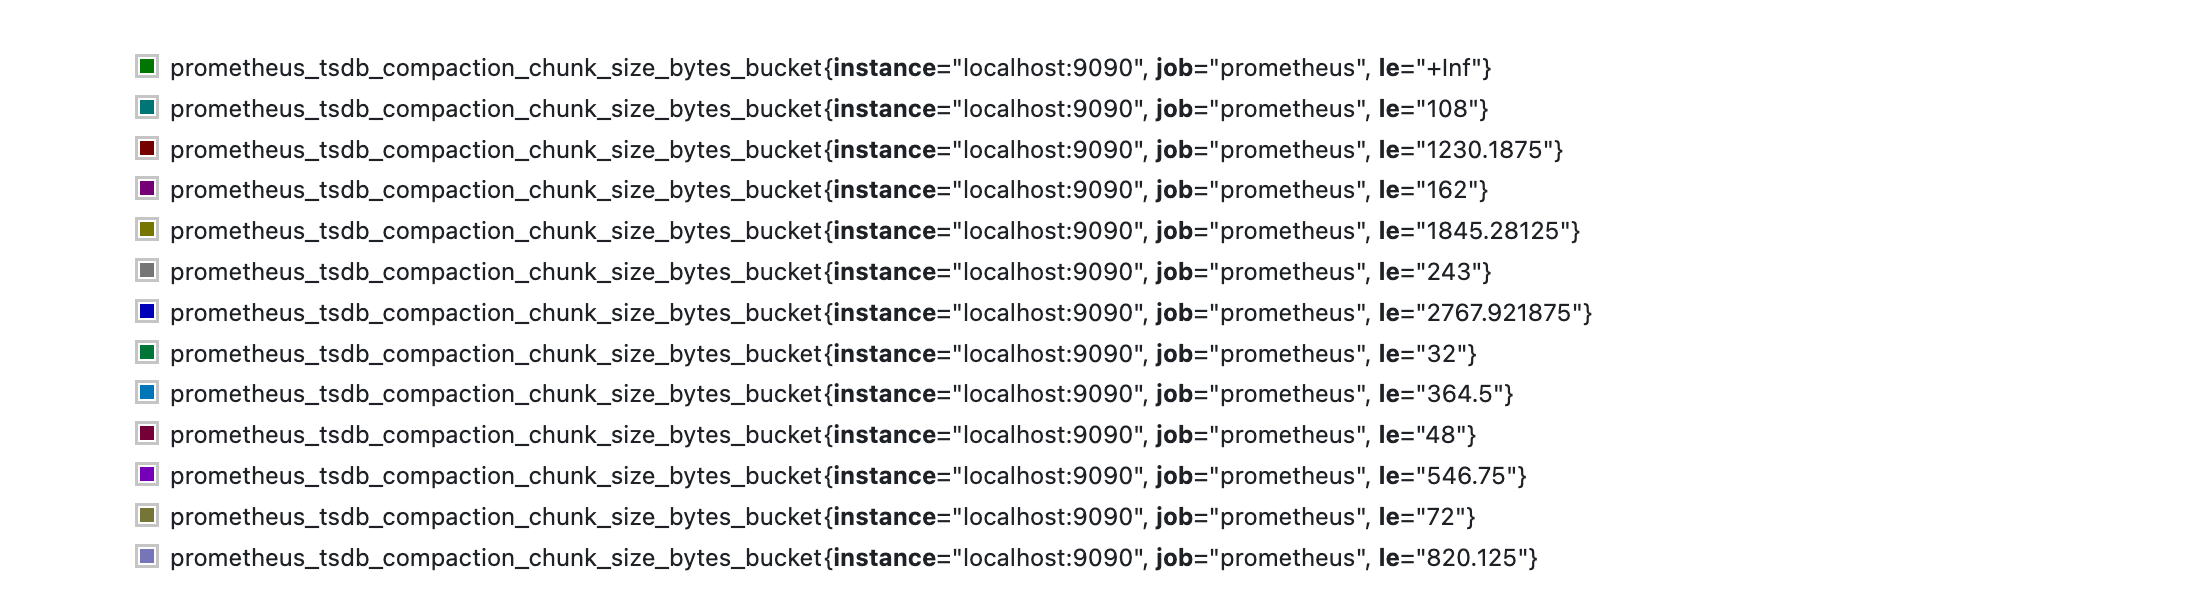 prometheus_tsdb_compaction_chunk_size_bytes_bucket{instance="localhost:9090", job="prometheus", le="+Inf"}
prometheus_tsdb_compaction_chunk_size_bytes_bucket{instance="localhost:9090", job="prometheus", le="108"}
prometheus_tsdb_compaction_chunk_size_bytes_bucket{instance="localhost:9090", job="prometheus", le="1230.1875"}
prometheus_tsdb_compaction_chunk_size_bytes_bucket{instance="localhost:9090", job="prometheus", le="162"}
prometheus_tsdb_compaction_chunk_size_bytes_bucket{instance="localhost:9090", job="prometheus", le="1845.28125"}
prometheus_tsdb_compaction_chunk_size_bytes_bucket{instance="localhost:9090", job="prometheus", le="243"}
prometheus_tsdb_compaction_chunk_size_bytes_bucket{instance="localhost:9090", job="prometheus", le="2767.921875"}
prometheus_tsdb_compaction_chunk_size_bytes_bucket{instance="localhost:9090", job="prometheus", le="32"}
prometheus_tsdb_compaction_chunk_size_bytes_bucket{instance="localhost:9090", job="prometheus", le="364.5"}
prometheus_tsdb_compaction_chunk_size_bytes_bucket{instance="localhost:9090", job="prometheus", le="48"}
prometheus_tsdb_compaction_chunk_size_bytes_bucket{instance="localhost:9090", job="prometheus", le="546.75"}
prometheus_tsdb_compaction_chunk_size_bytes_bucket{instance="localhost:9090", job="prometheus", le="72"}
prometheus_tsdb_compaction_chunk_size_bytes_bucket{instance="localhost:9090", job="prometheus", le="820.125"}